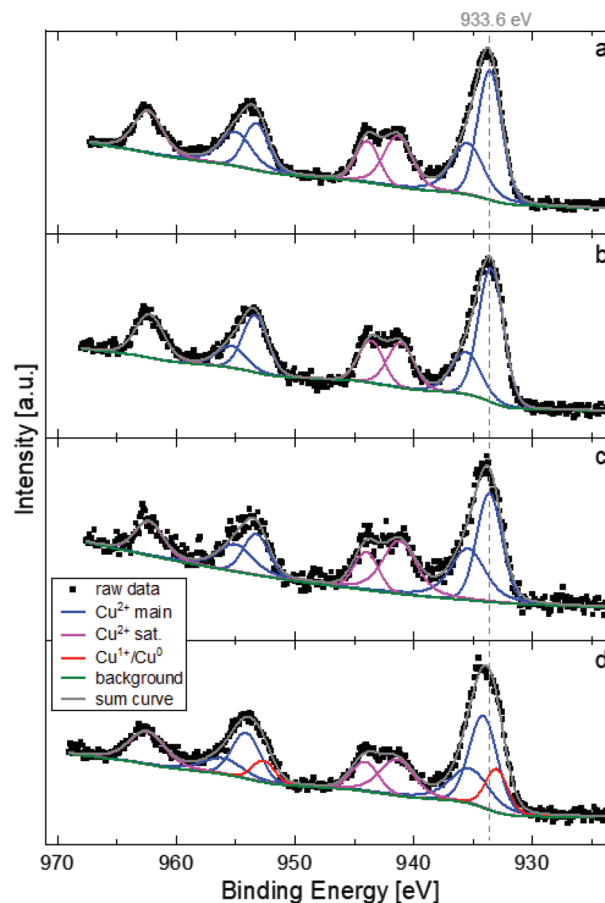 933.6 eV
a
b
c
d
Intensity [a.u.]
raw data
Cu²⁺ main
Cu²⁺ sat.
Cu¹⁺/Cu⁰
background
sum curve
970 960 950 940 930
Binding Energy [eV]